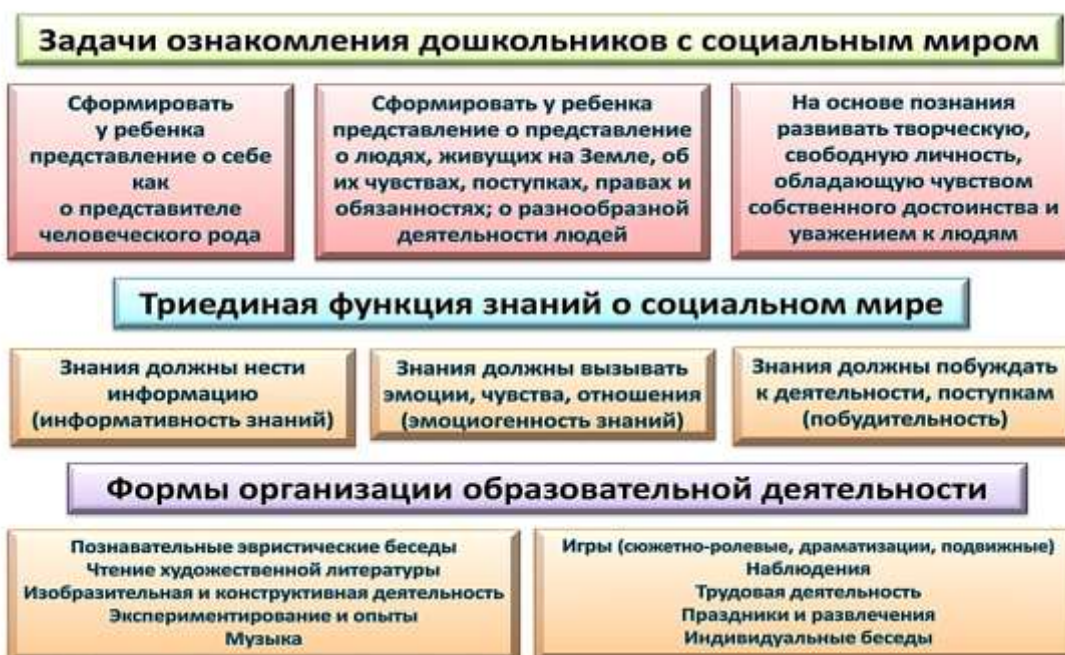 Задачи ознакомления дошкольников с социальным миром
Сформировать
у ребенка
представление о себе
как
о представителе
человеческого рода
Сформировать у ребенка
представление о представление
о людях, живущих на Земле, об
их чувствах, поступках, правах и
обязанностях; о разнообразной
деятельности людей
На основе познания
развивать творческую,
свободную личность,
обладающую чувством
собственного достоинства и
уважением к людям
Триединая функция знаний о социальном мире
Знания должны нести
информацию
(информативность знаний)
Знания должны вызывать
эмоции, чувства, отношения
(эмоциогенность знаний)
Знания должны побуждать
к деятельности, поступкам
(побудительность)
Формы организации образовательной деятельности
Познавательные эвристические беседы
Чтение художественной литературы
Изобразительная и конструктивная деятельность
Экспериментирование и опыты
Музыка
Игры (сюжетно-ролевые, драматизации, подвижные)
Наблюдения
Трудовая деятельность
Праздники и развлечения
Индивидуальные беседы